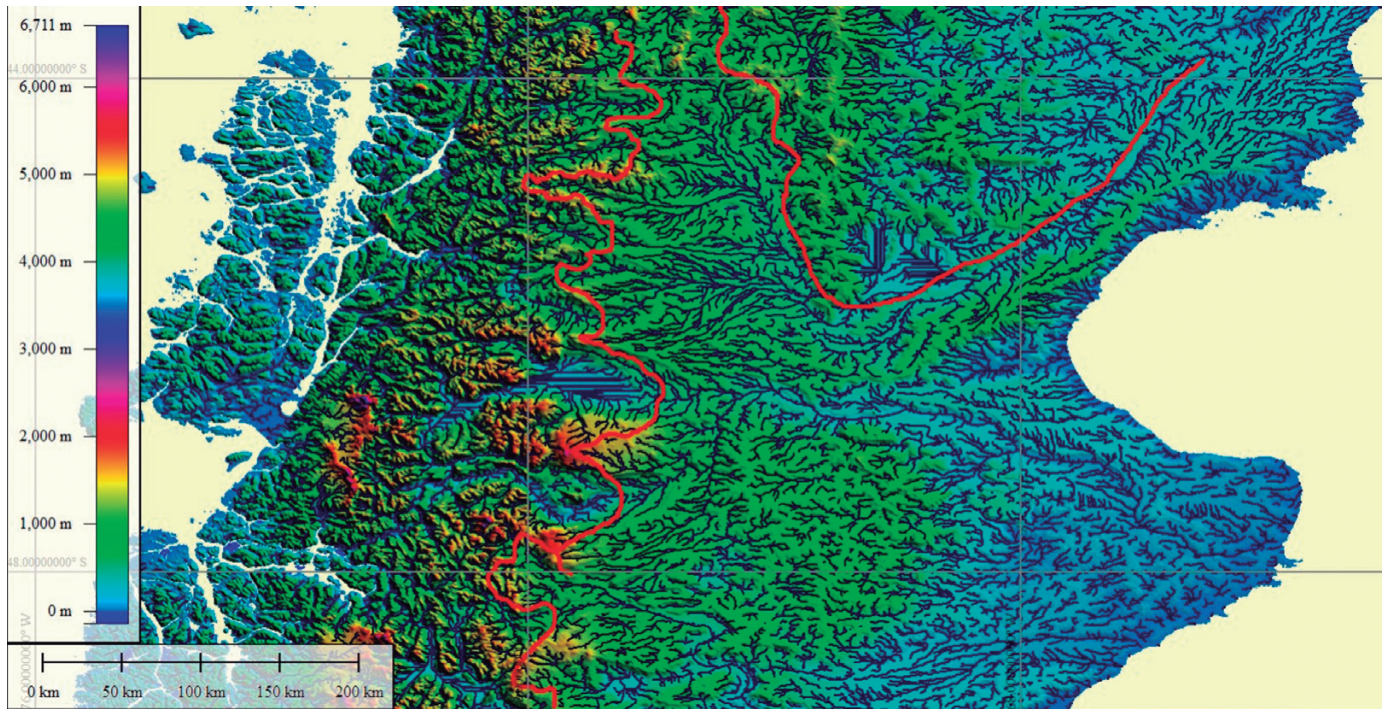 6,711 m
44.00000000° S
6,000 m
5,000 m
4,000 m
3,000 m
2,000 m
1,000 m
48.00000000° S
0 m
0 km
50 km
100 km
150 km
200 km